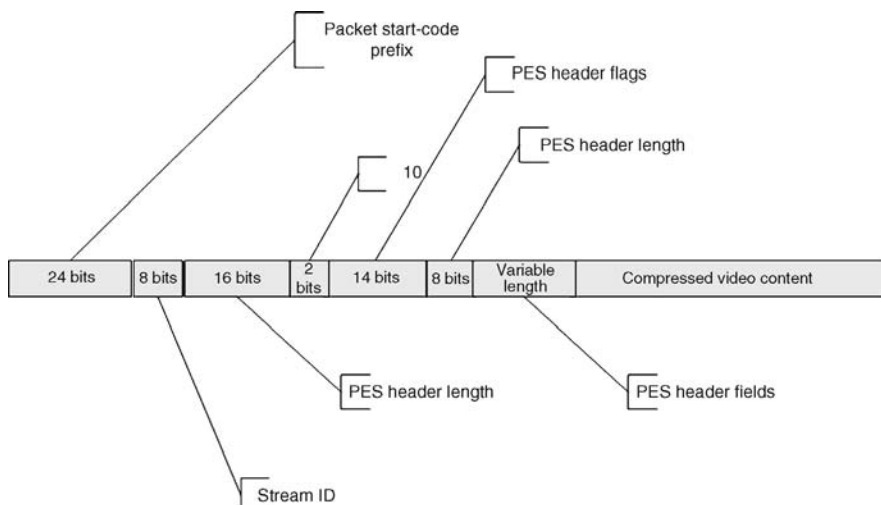 Packet start-code
prefix
PES header flags
PES header length
10
24 bits
8 bits
16 bits
2
bits
14 bits
8 bits
Variable
length
Compressed video content
PES header length
PES header fields
Stream ID